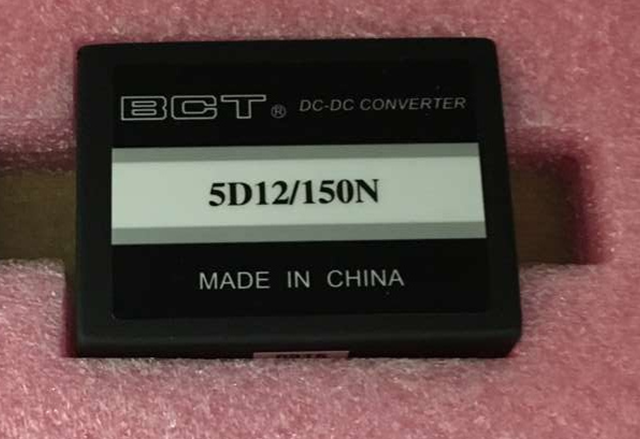 BCT® DC-DC CONVERTER
5D12/150N
MADE IN CHINA